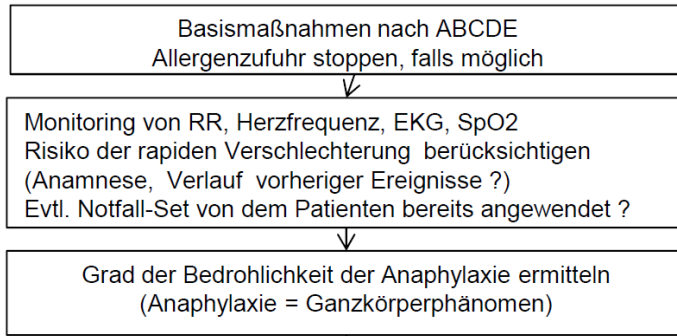 Basismaßnahmen nach ABCDE
Allergenzufuhr stoppen, falls möglich
Monitoring von RR, Herzfrequenz, EKG, SpO2
Risiko der rapiden Verschlechterung berücksichtigen
(Anamnese, Verlauf vorheriger Ereignisse ?)
Evtl. Notfall-Set von dem Patienten bereits angewendet ?
Grad der Bedrohlichkeit der Anaphylaxie ermitteln
(Anaphylaxie = Ganzkörperphänomen)